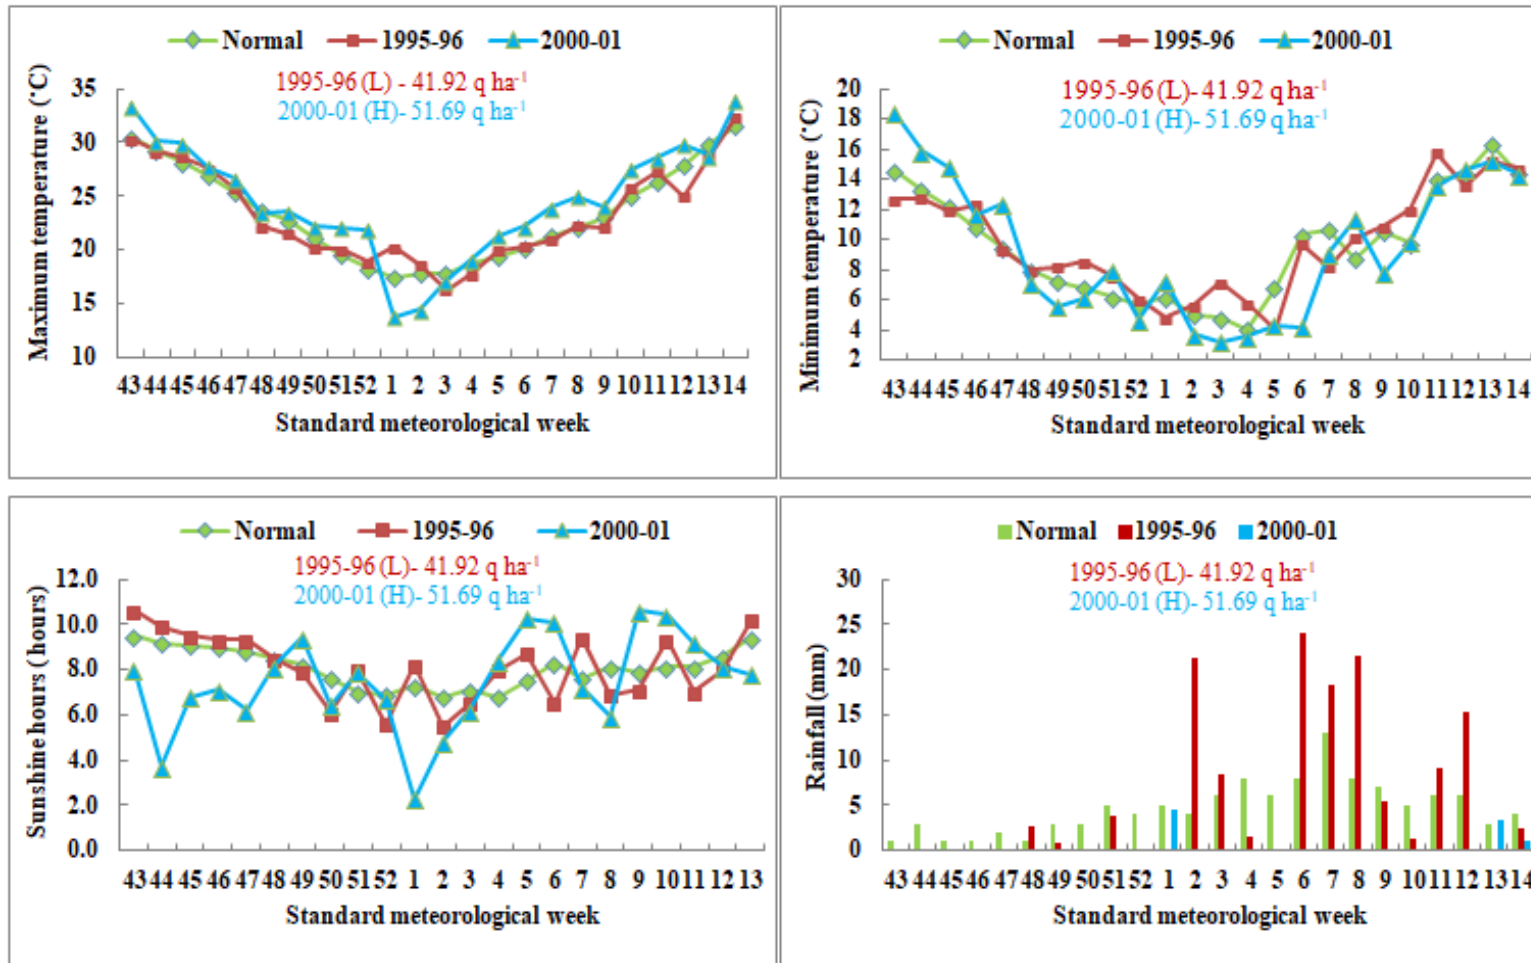 Normal 1995-96 2000-01
1995-96 (L) - 41.92 q ha-1
2000-01 (H)- 51.69 q ha-1
Maximum temperature (˚C)
35
30
25
20
15
10
43 44 45 46 47 48 49 50 51 52 1 2 3 4 5 6 7 8 9 10 11 12 13 14
Standard meteorological week
Normal 1995-96 2000-01
1995-96 (L)- 41.92 q ha-1
2000-01 (H)- 51.69 q ha-1
Minimum temperature (˚C)
20
18
16
14
12
10
8
6
4
2
43 44 45 46 47 48 49 50 51 52 1 2 3 4 5 6 7 8 9 10 11 12 13 14
Standard meteorological week
Normal 1995-96 2000-01
1995-96 (L)- 41.92 q ha-1
2000-01 (H)- 51.69 q ha-1
Sunshine hours (hours)
12.0
10.0
8.0
6.0
4.0
2.0
0.0
43 44 45 46 47 48 49 50 51 52 1 2 3 4 5 6 7 8 9 10 11 12 13
Standard meteorological week
Normal 1995-96 2000-01
1995-96 (L)- 41.92 q ha-1
2000-01 (H)- 51.69 q ha-1
Rainfall (mm)
30
25
20
15
10
5
0
43 44 45 46 47 48 49 50 51 52 1 2 3 4 5 6 7 8 9 10 11 12 13 14
Standard meteorological week